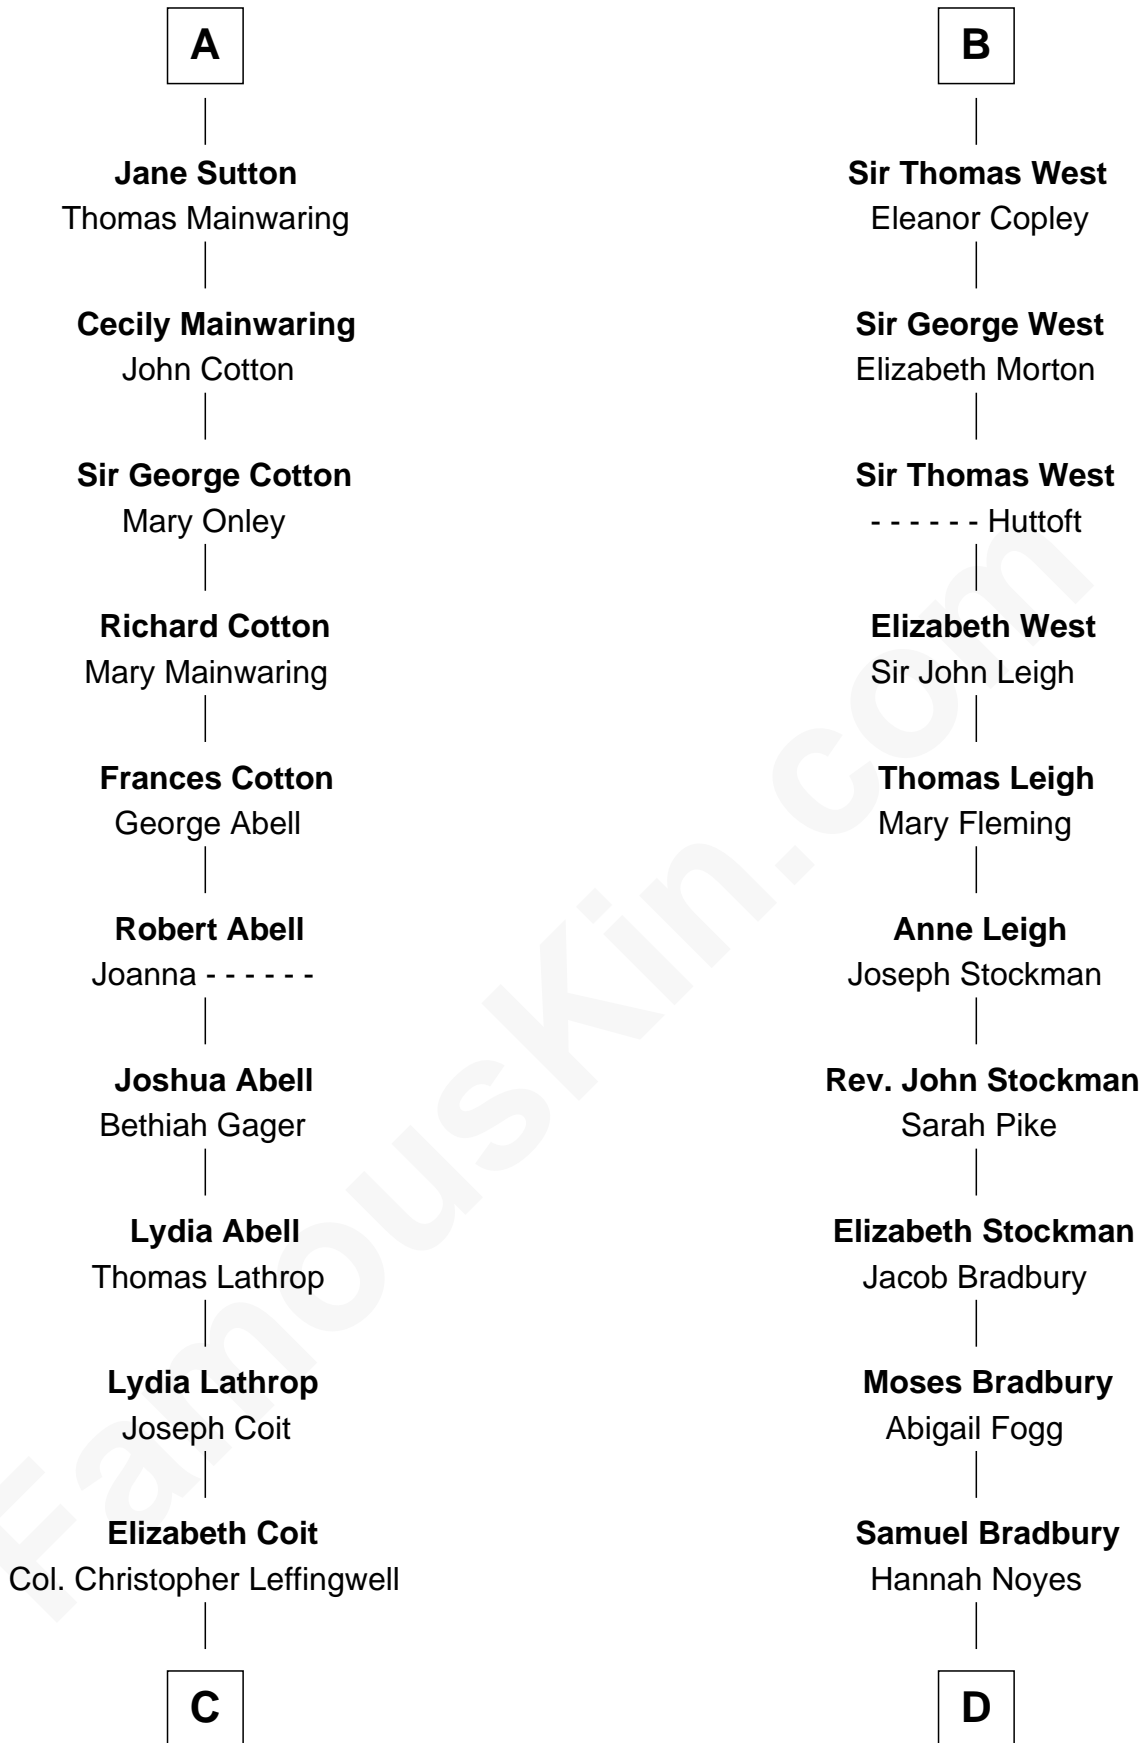 A
Jane Sutton
Thomas Mainwaring
Cecily Mainwaring
John Cotton
Sir George Cotton
Mary Onley
Richard Cotton
Mary Mainwaring
Frances Cotton
George Abell
Robert Abell
Joanna - - - - - -
Joshua Abell
Bethiah Gager
Lydia Abell
Thomas Lathrop
Lydia Lathrop
Joseph Coit
Elizabeth Coit
Col. Christopher Leffingwell
C
B
Sir Thomas West
Eleanor Copley
Sir George West
Elizabeth Morton
Sir Thomas West
- - - - - - Huttoft
Elizabeth West
Sir John Leigh
Thomas Leigh
Mary Fleming
Anne Leigh
Joseph Stockman
Rev. John Stockman
Sarah Pike
Elizabeth Stockman
Jacob Bradbury
Moses Bradbury
Abigail Fogg
Samuel Bradbury
Hannah Noyes
D
FamousKin.com